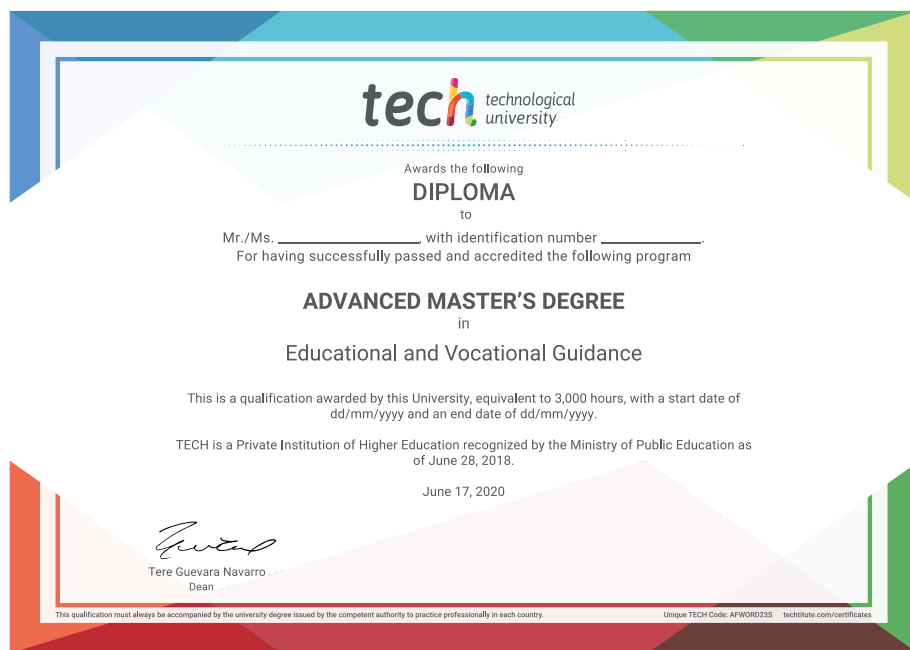 tech technological
university
Awards the following
DIPLOMA
to
Mr./Ms. ________________, with identification number ____________.
For having successfully passed and accredited the following program
ADVANCED MASTER'S DEGREE
in
Educational and Vocational Guidance
This is a qualification awarded by this University, equivalent to 3,000 hours, with a start date of
dd/mm/yyyy and an end date of dd/mm/yyyy.
TECH is a Private Institution of Higher Education recognized by the Ministry of Public Education as
of June 28, 2018.
June 17, 2020
Tere Guevara Navarro
Dean
This qualification must always be accompanied by the university degree issued by the competent authority to practice professionally in each country.
Unique TECH Code: AFWORD23S techtitute.com/certificates